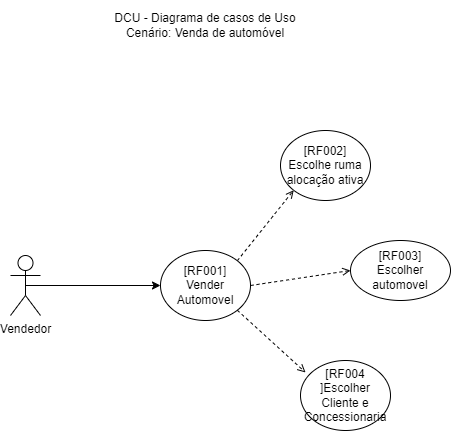 DCU - Diagrama de casos de Uso
Cenário: Venda de automóvel
[RF002]
Escolhe ruma
alocação ativa
[RF001]
Vender
Automovel
[RF003]
Escolher
automovel
Vendedor
[RF004
]Escolher
Cliente e
Concessionaria